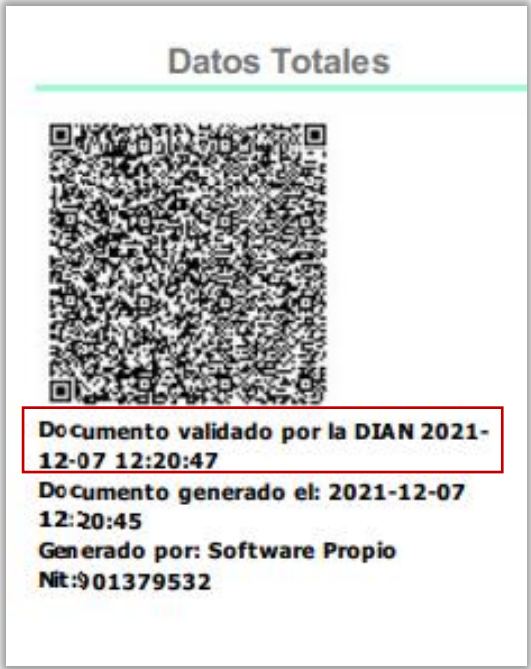 Datos Totales
Documento validado por la DIAN 2021-
12-07 12:20:47
Documento generado el: 2021-12-07
12:20:45
Generado por: Software Propio
Nit:901379532